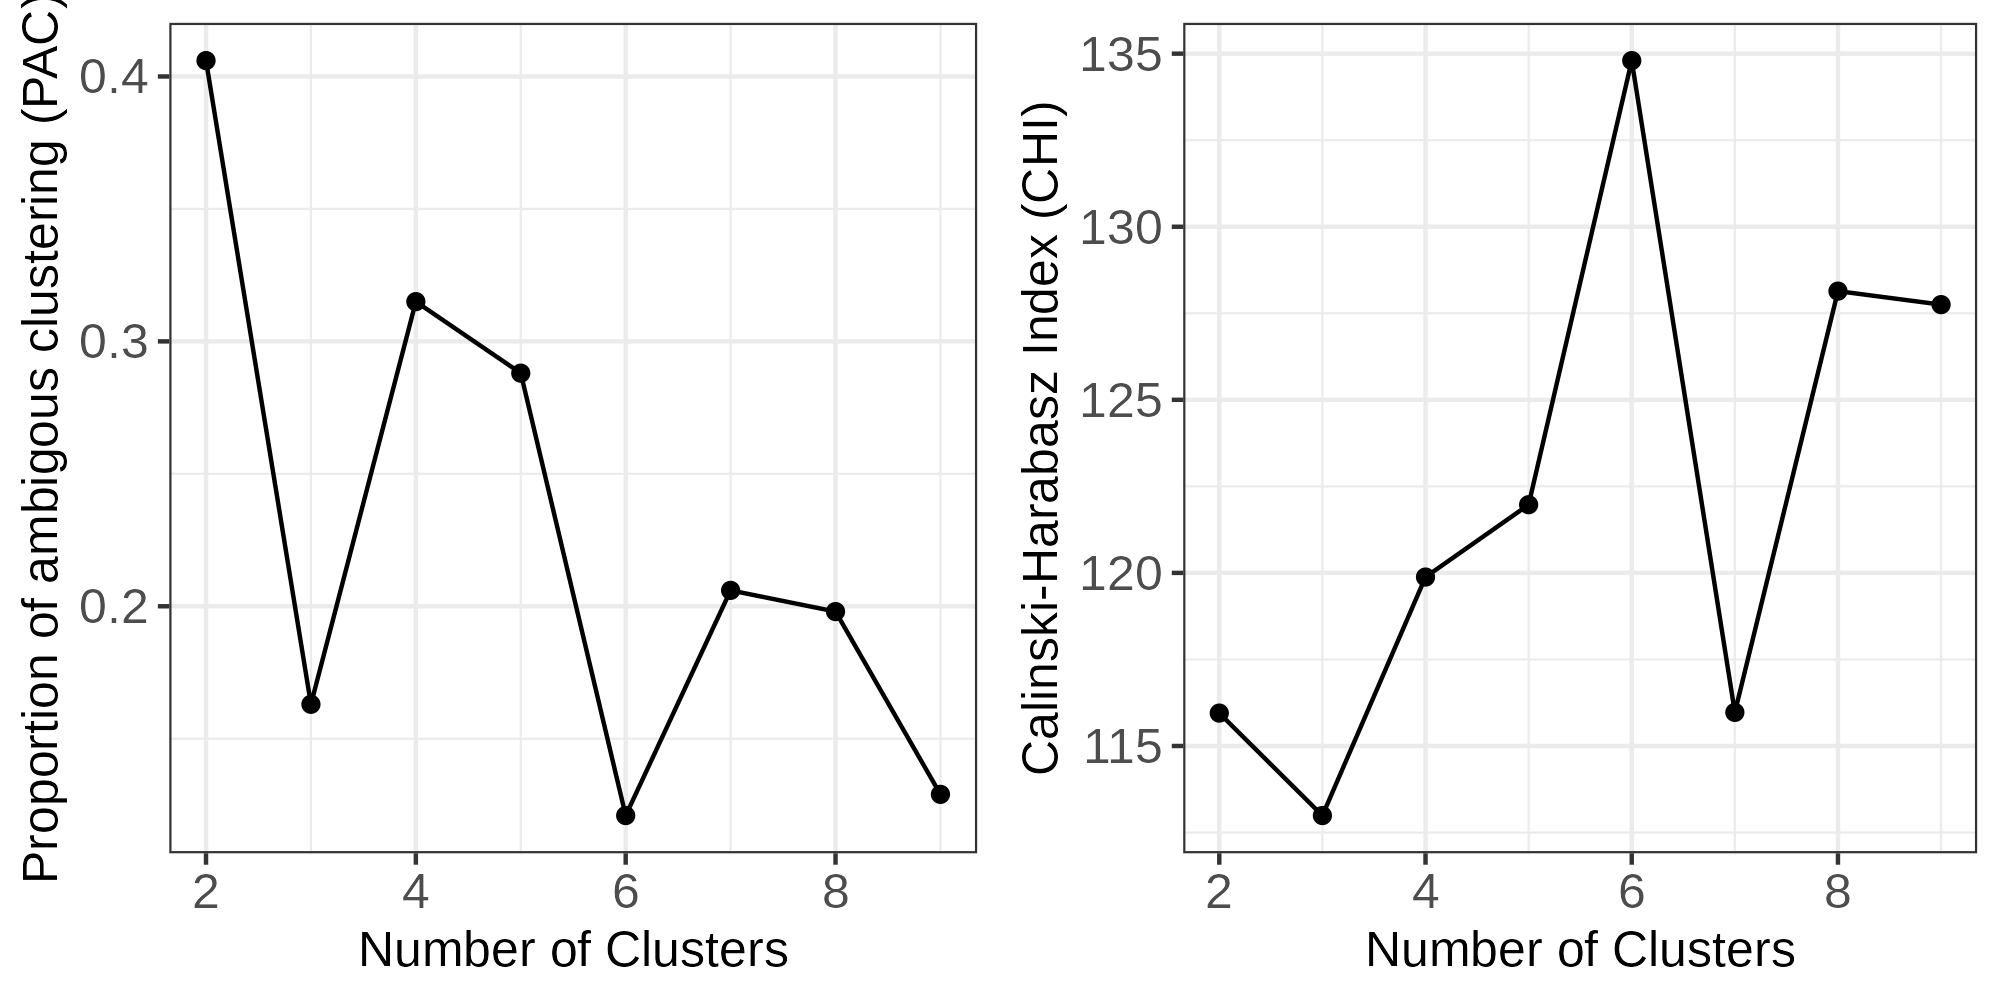 Proportion of ambigous clustering (PAC)
0.4
0.3
0.2
2 4 6 8
Number of Clusters
Calinski-Harabasz Index (CHI)
135
130
125
120
115
2 4 6 8
Number of Clusters